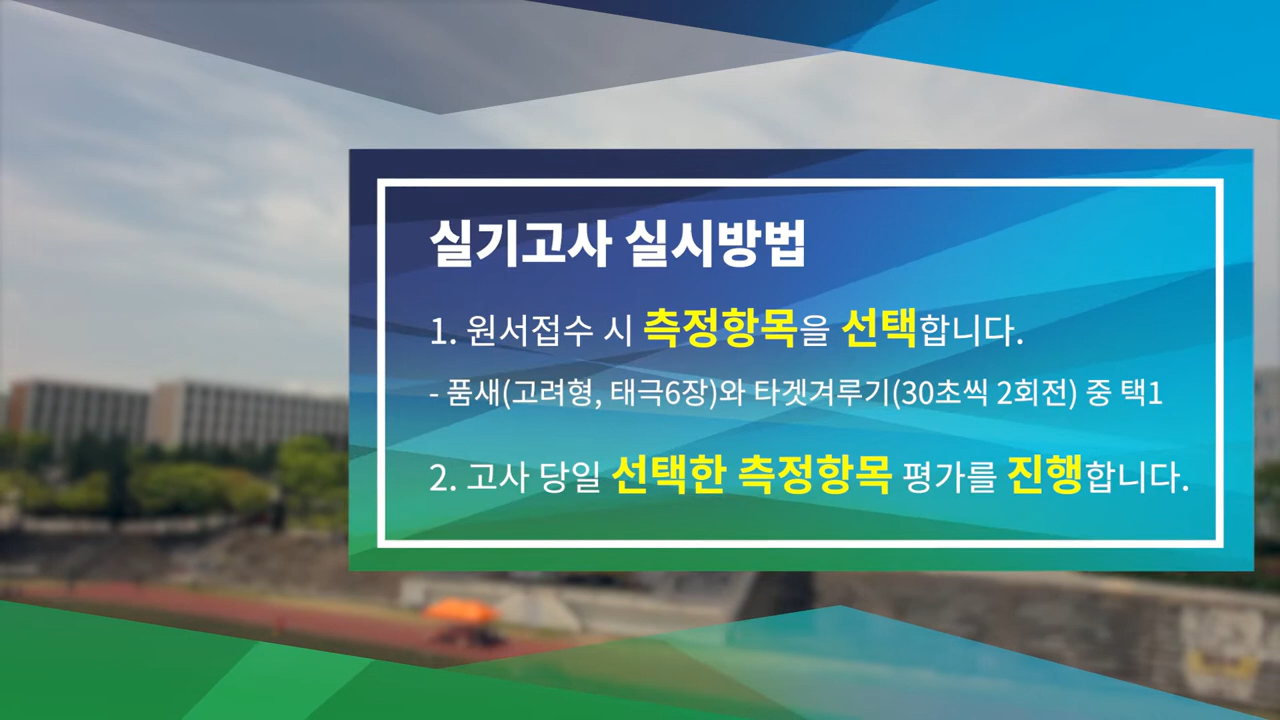 실기고사 실시방법
1. 원서접수 시 측정항목을 선택합니다.
- 품새(고려형, 태극6장)와 타겟겨루기(30초씩 2회전) 중 택1
2. 고사 당일 선택한 측정항목 평가를 진행합니다.